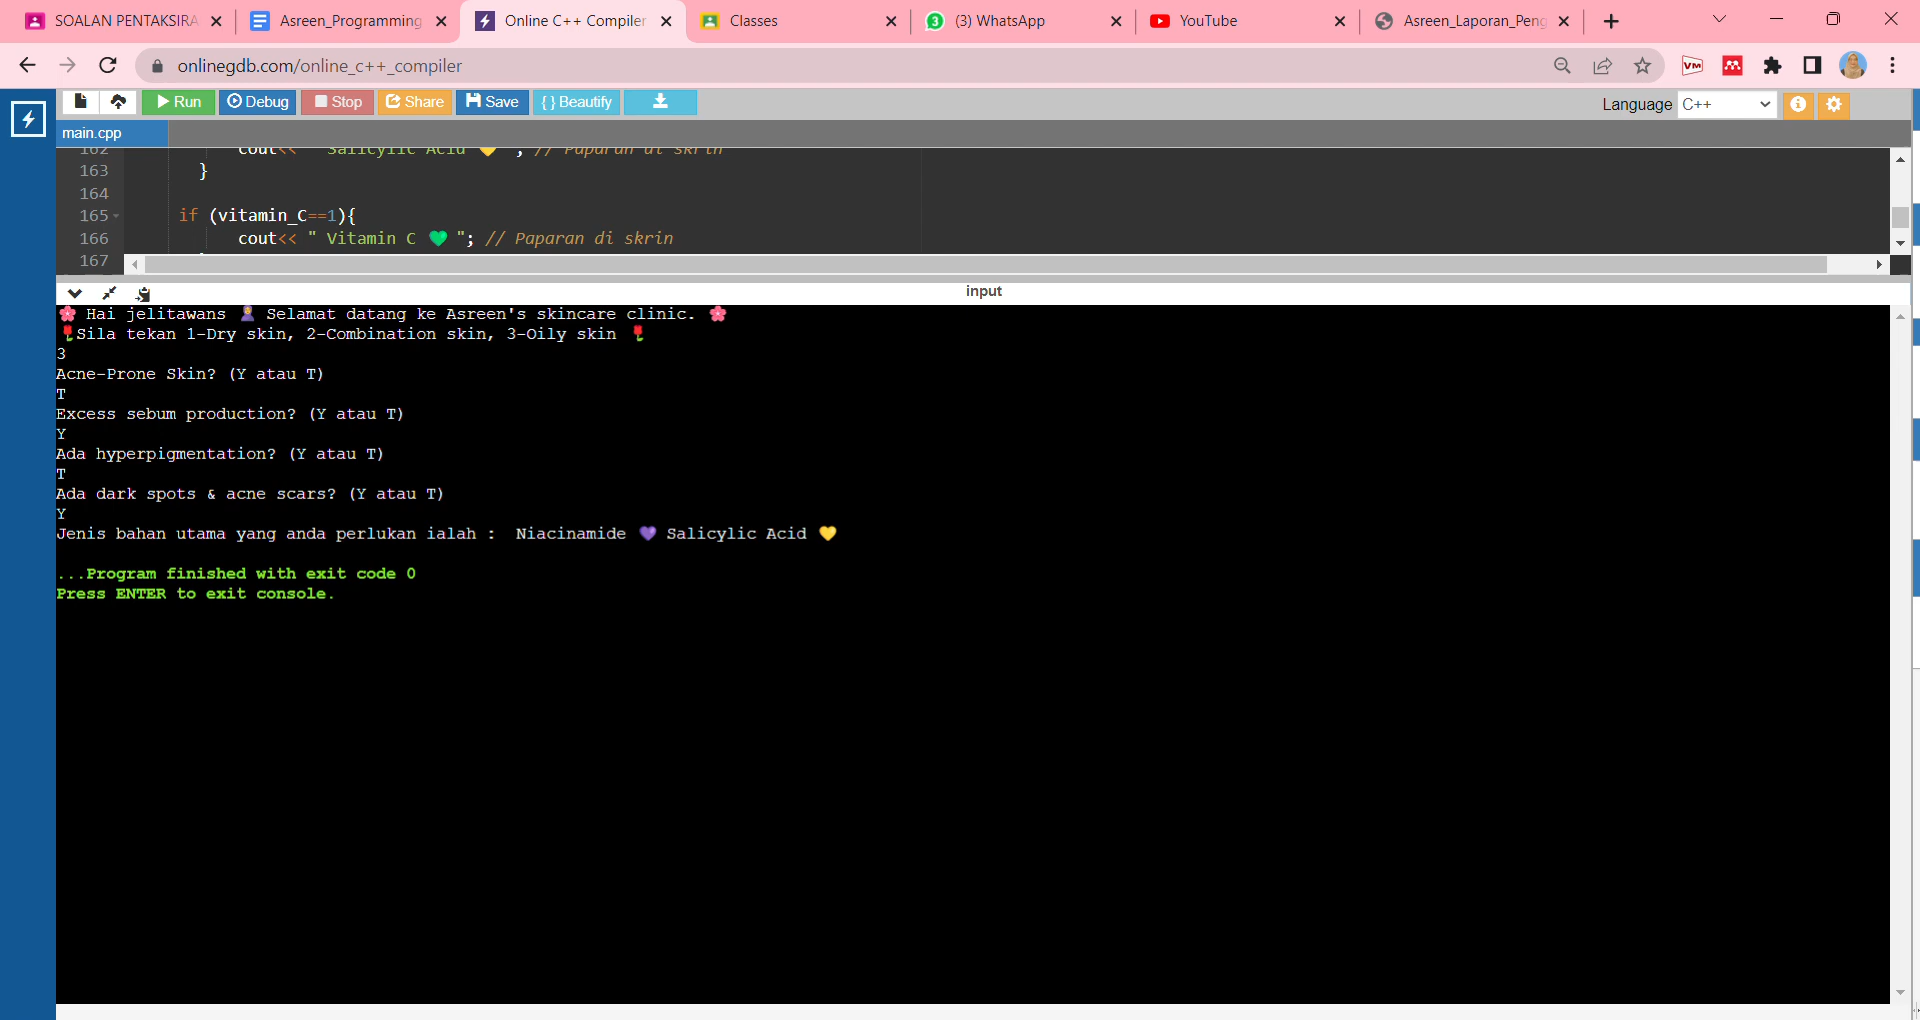 SOALAN PENTAKSIRA
Asreen_Programming
Online C++ Compiler
Classes
(3) WhatsApp
YouTube
Asreen_Laporan_Peng
onlinegdb.com/online_c++_compiler
Run
Debug
Stop
Share
Save
{ } Beautify
Language C++
main.cpp
162 cout<< " Salicylic Acid 💛 "; // Paparan di skrin
163 }
164
165 if (vitamin_C==1){
166 cout<< " Vitamin C 💚 "; // Paparan di skrin
167
input
🌸 Hai jelitawans 🧕 Selamat datang ke Asreen's skincare clinic. 🌸
🌷Sila tekan 1-Dry skin, 2-Combination skin, 3-Oily skin 🌷
3
Acne-Prone Skin? (Y atau T)
T
Excess sebum production? (Y atau T)
Y
Ada hyperpigmentation? (Y atau T)
T
Ada dark spots & acne scars? (Y atau T)
Y
Jenis bahan utama yang anda perlukan ialah :  Niacinamide 💜 Salicylic Acid 💛
...Program finished with exit code 0
Press ENTER to exit console.